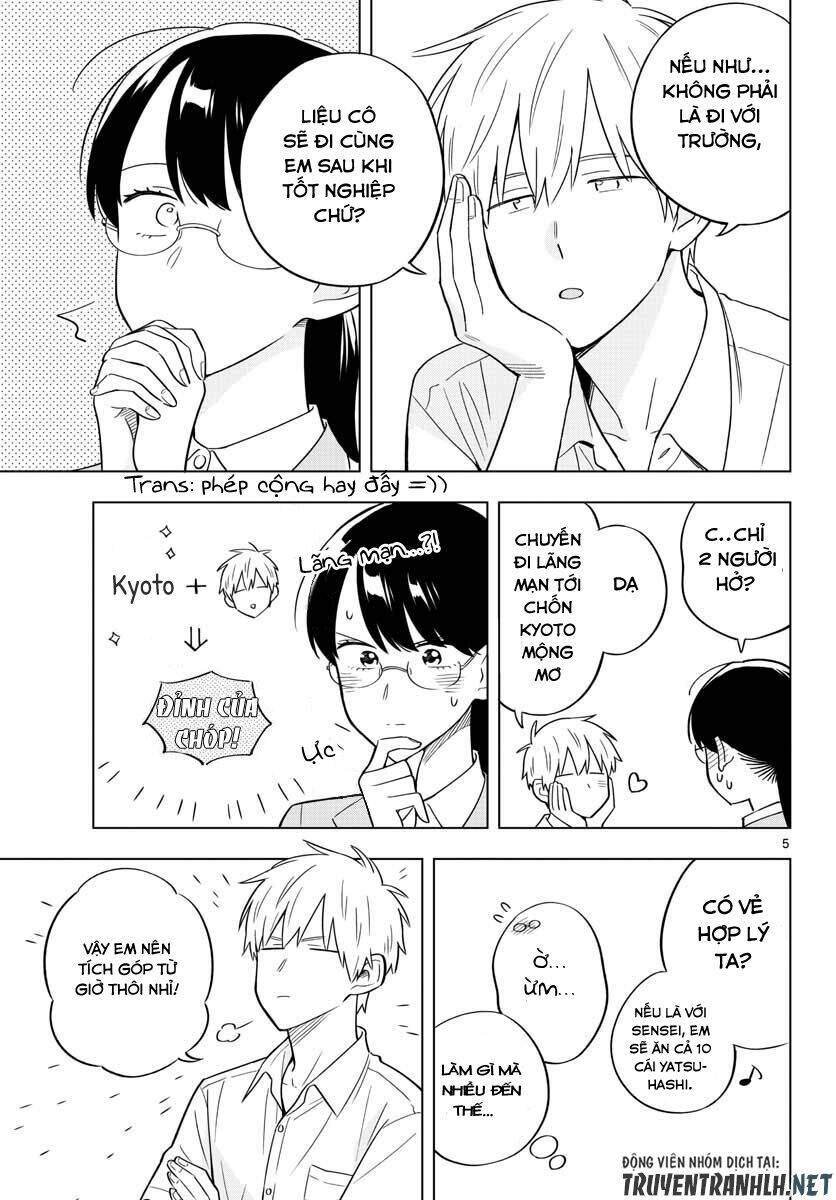 NẾU NHƯ...
KHÔNG PHẢI
LÀ ĐI VỚI
TRƯỜNG,
LIỆU CÔ
SẼ ĐI CÙNG
EM SAU KHI
TỐT NGHIỆP
CHỨ?
Trans: phép cộng hay đấy =))
C..CHỈ
2 NGƯỜI
HỞ?
DẠ
CHUYẾN
ĐI LÃNG
MẠN TỚI
CHỐN
KYOTO
MỘNG
MƠ
Lãng mạn...?!
Kyoto +
⇓
ĐỈNH CỦA
CHÓP!
Ực
5
CÓ VẺ
HỢP LÝ
TA?
NẾU LÀ VỚI
SENSEI, EM
SẼ ĂN CẢ 10
CÁI YATSU-
HASHI.
Ờ...
ỪM...
LÀM GÌ MÀ
NHIỀU ĐẾN
THẾ...
VẬY EM NÊN
TÍCH GÓP TỪ
GIỜ THÔI NHỈ!
ĐỘNG VIÊN NHÓM DỊCH TẠI:
TRUYENTRANHLH.NET